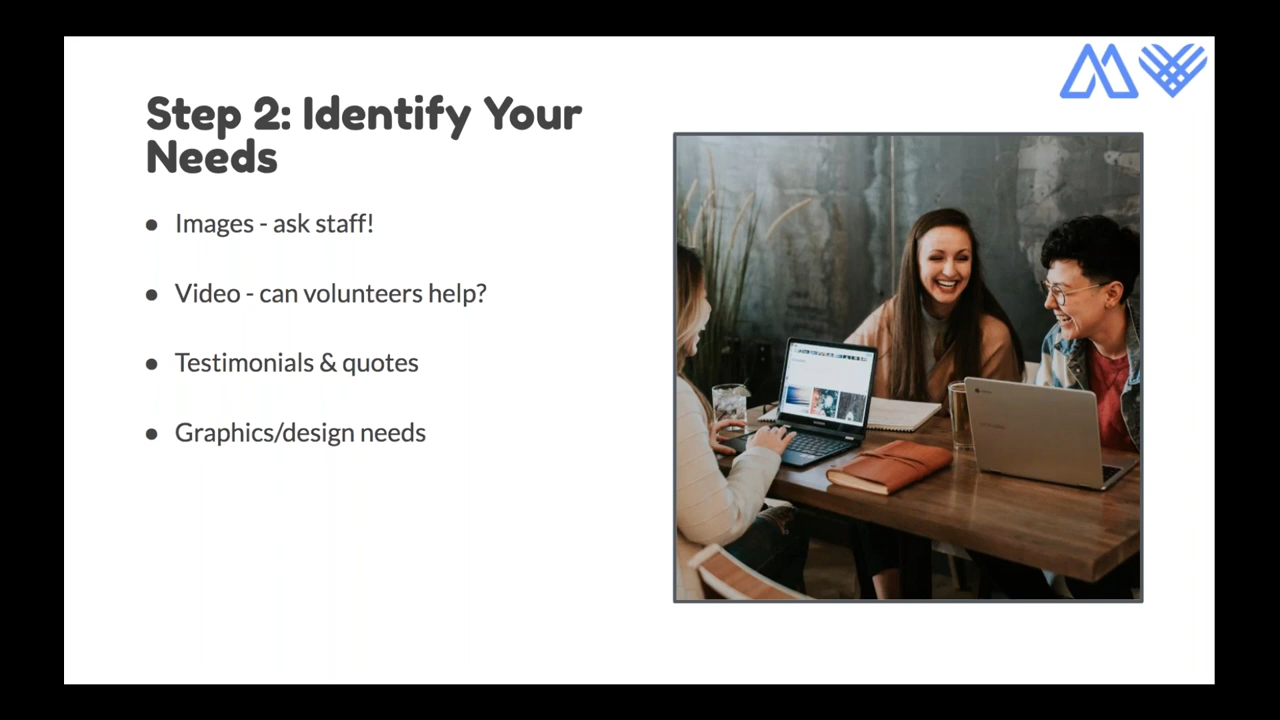 Step 2: Identify Your
Needs
● Images - ask staff!
● Video - can volunteers help?
● Testimonials & quotes
● Graphics/design needs